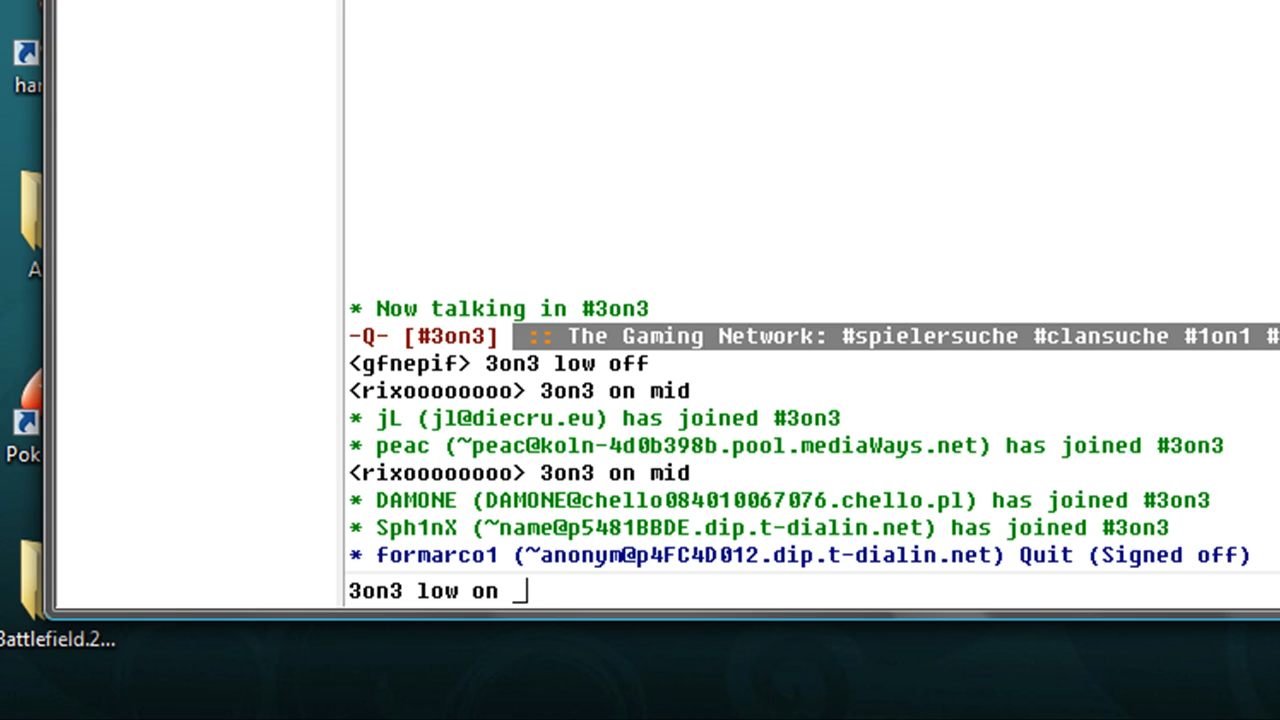 har
A
Pok
Battlefield.2...
* Now talking in #3on3
-Q- [#3on3] :: The Gaming Network: #spielersuche #clansuche #1on1 #
<gfnepif> 3on3 low off
<rixoooooooo> 3on3 on mid
* jL (jl@diecru.eu) has joined #3on3
* peac (~peac@koln-4d0b398b.pool.mediaWays.net) has joined #3on3
<rixoooooooo> 3on3 on mid
* DAMONE (DAMONE@chello084010067076.chello.pl) has joined #3on3
* Sph1nX (~name@p5481BBDE.dip.t-dialin.net) has joined #3on3
* formarco1 (~anonym@p4FC4D012.dip.t-dialin.net) Quit (Signed off)
3on3 low on _